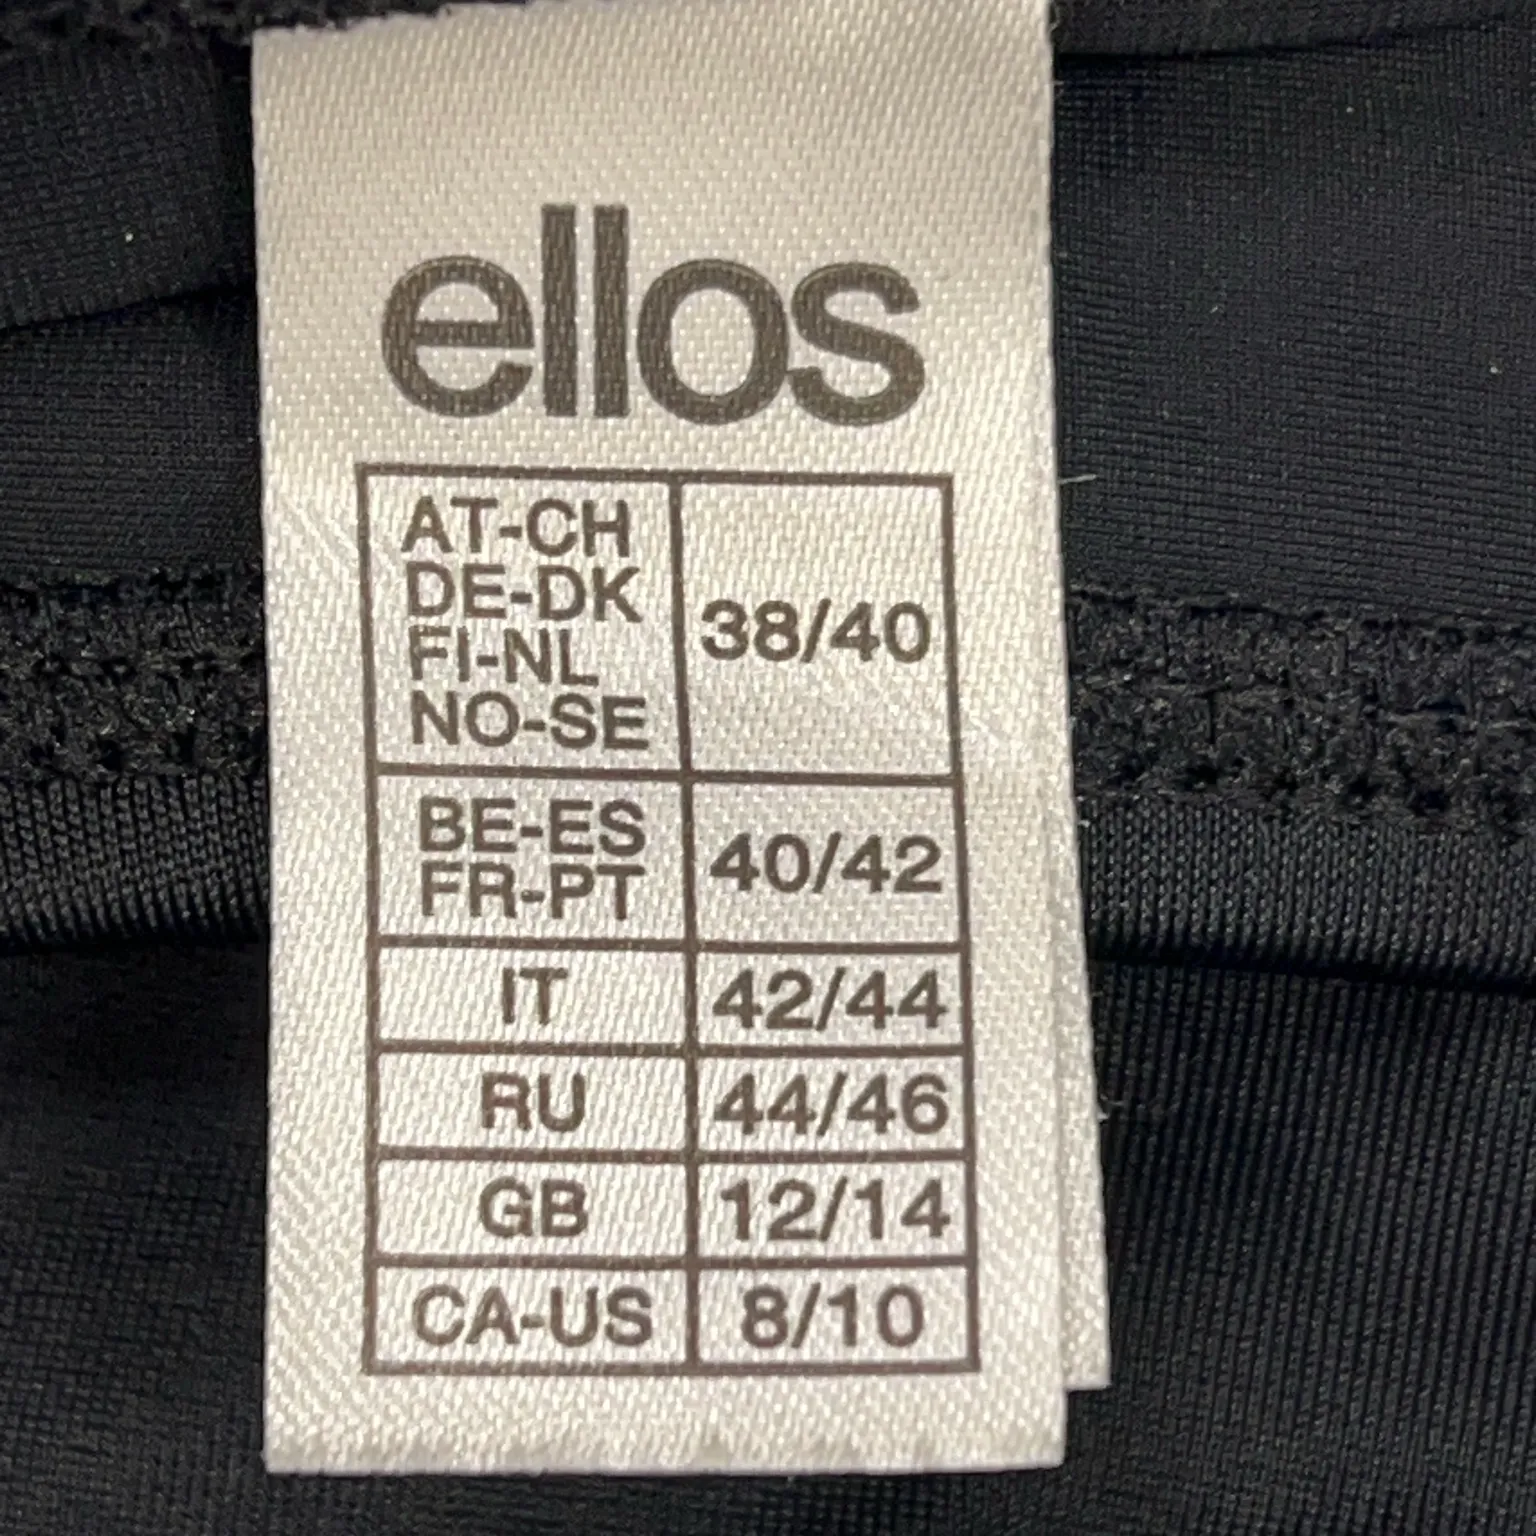 ellos
AT-CH
DE-DK
FI-NL
NO-SE
38/40
BE-ES
FR-PT
40/42
IT 42/44
RU 44/46
GB 12/14
CA-US 8/10